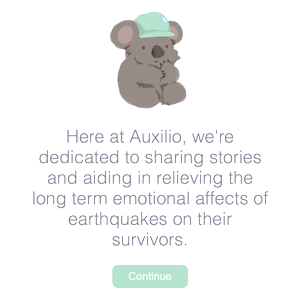 Here at Auxilio, we're
dedicated to sharing stories
and aiding in relieving the
long term emotional affects of
earthquakes on their
survivors.
Continue